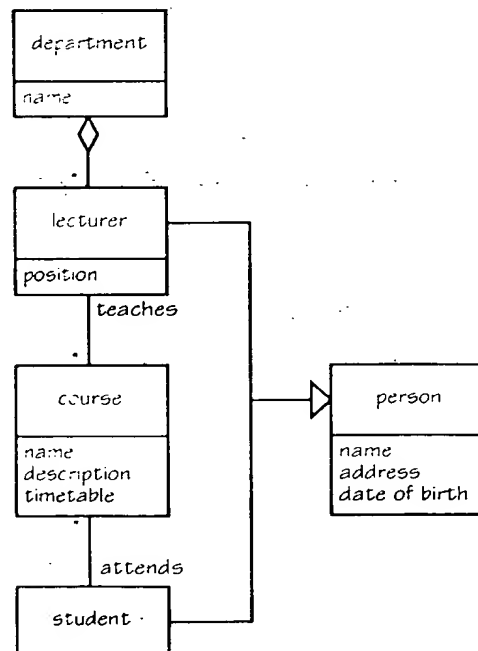 department
name
lecturer
position
teaches
course
name
description
timetable
person
name
address
date of birth
attends
student